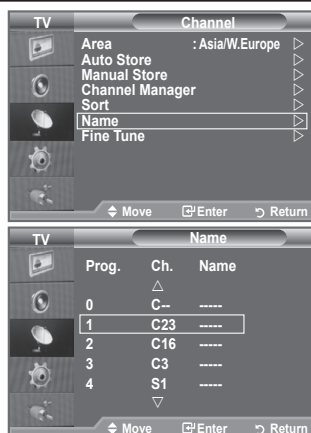 TV Channel
Area : Asia/W.Europe ▷
Auto Store ▷
Manual Store ▷
Channel Manager ▷
Sort ▷
Name ▷
Fine Tune ▷
Move Enter Return
TV Name
Prog. Ch. Name
△
0 C-- -----
1 C23 -----
2 C16 -----
3 C3 -----
4 S1 -----
▽
Move Enter Return